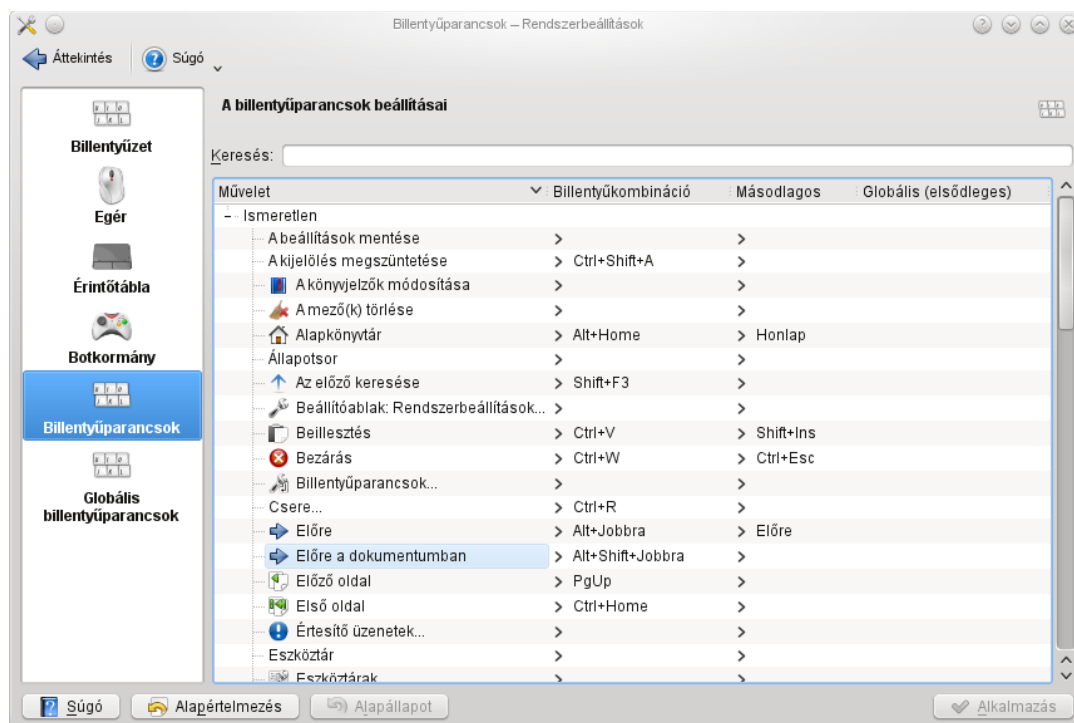 Billentyűparancsok – Rendszerbeállítások
Áttekintés Súgó
A billentyűparancsok beállításai
Billentyűzet
Egér
Érintőtábla
Botkormány
Billentyűparancsok
Globális
billentyűparancsok
Keresés:
Művelet Billentyűkombináció Másodlagos Globális (elsődleges)
Ismeretlen
A beállítások mentése
A kijelölés megszüntetése Ctrl+Shift+A
A könyvjelzők módosítása
A mező(k) törlése
Alapkönyvtár Alt+Home Honlap
Állapotsor
Az előző keresése Shift+F3
Beállítóablak: Rendszerbeállítások...
Beillesztés Ctrl+V Shift+Ins
Bezárás Ctrl+W Ctrl+Esc
Billentyűparancsok...
Csere... Ctrl+R
Előre Alt+Jobbra Előre
Előre a dokumentumban Alt+Shift+Jobbra
Előző oldal PgUp
Első oldal Ctrl+Home
Értesítő üzenetek...
Eszköztár
Eszköztárak
Súgó Alapértelmezés Alapállapot Alkalmazás